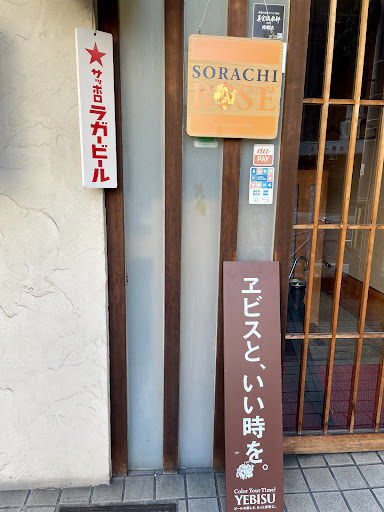 サッポロ
ラガービール
SORACHI
BASE
au
PAY
ヱビスと、いい時を。
Color Your Time!
YEBISU